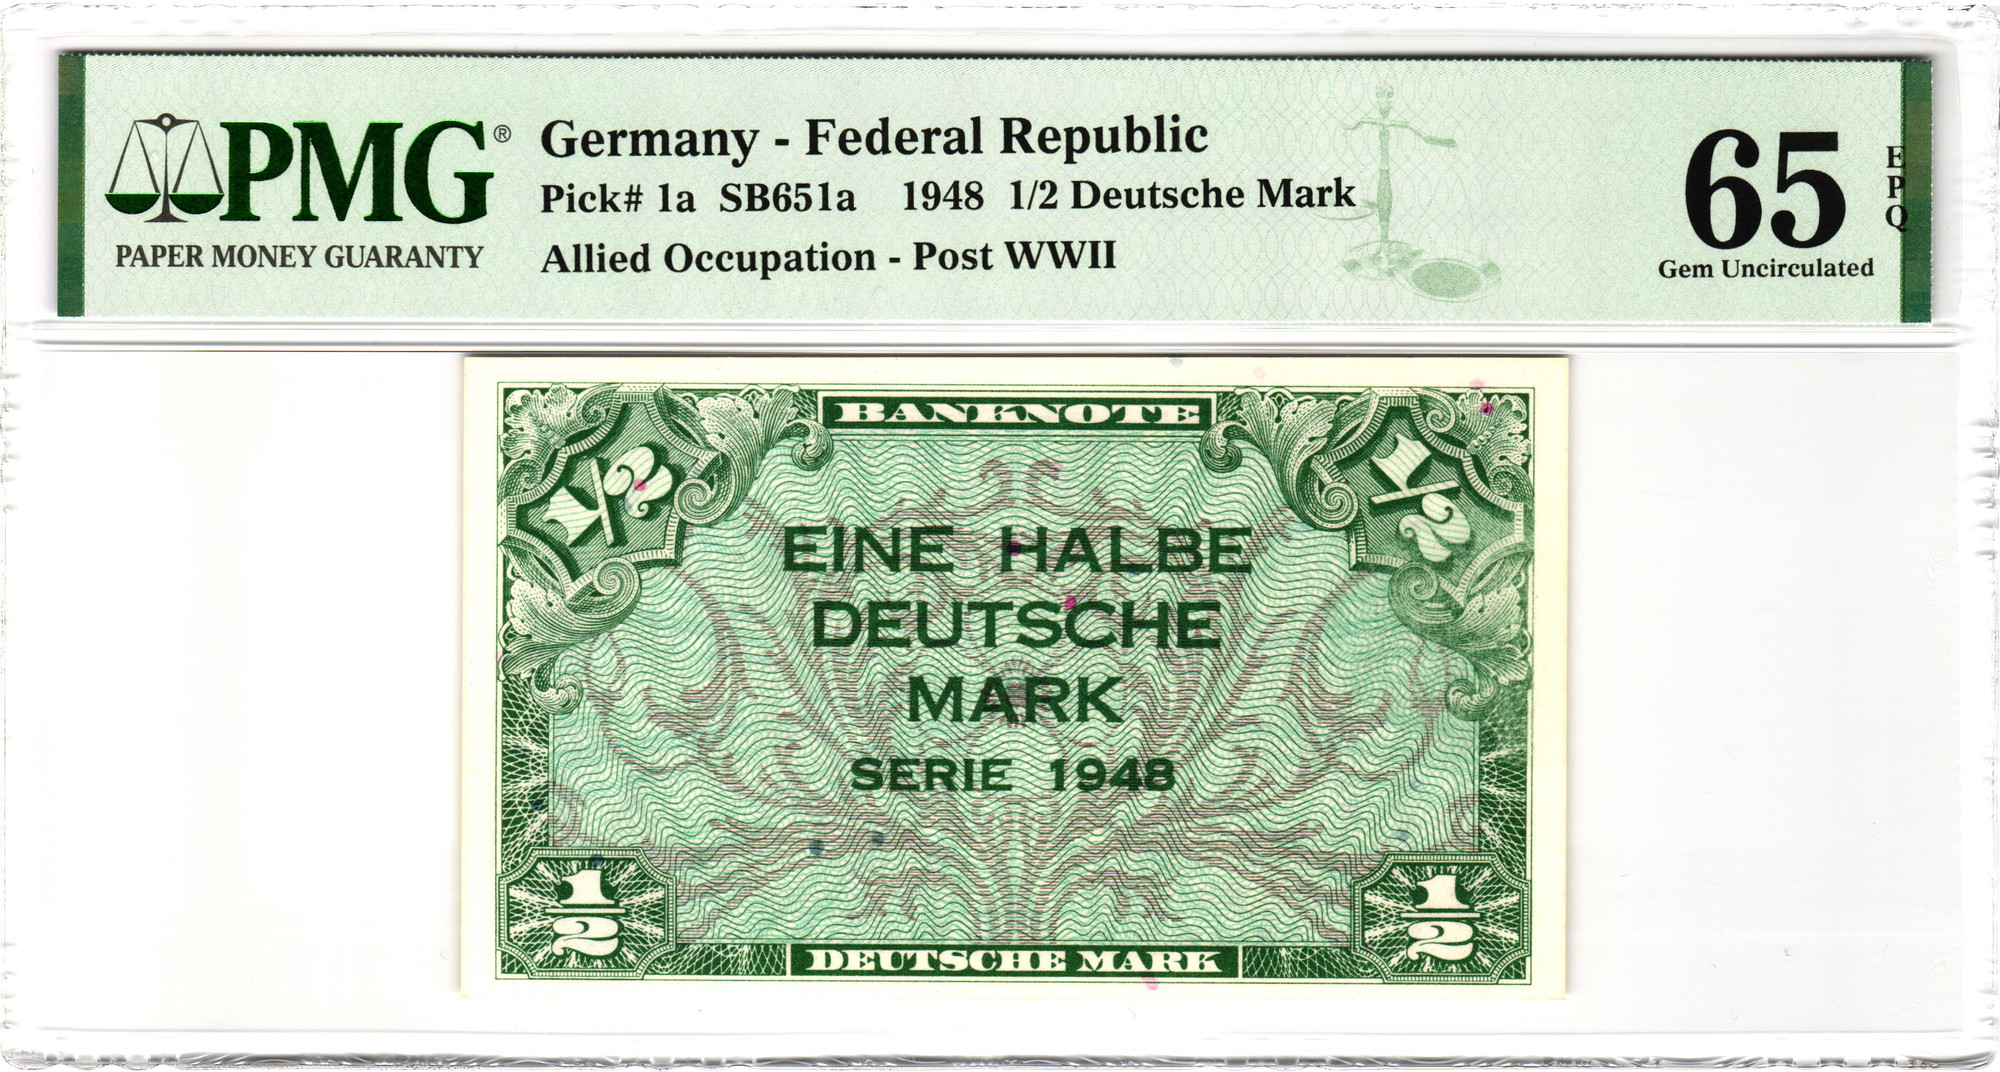 PMG®
PAPER MONEY GUARANTY
Germany - Federal Republic
Pick# 1a SB651a 1948 1/2 Deutsche Mark
Allied Occupation - Post WWII
65
EPQ
Gem Uncirculated
BANKNOTE
1/2
1/2
EINE HALBE
DEUTSCHE
MARK
SERIE 1948
1/2
1/2
DEUTSCHE MARK